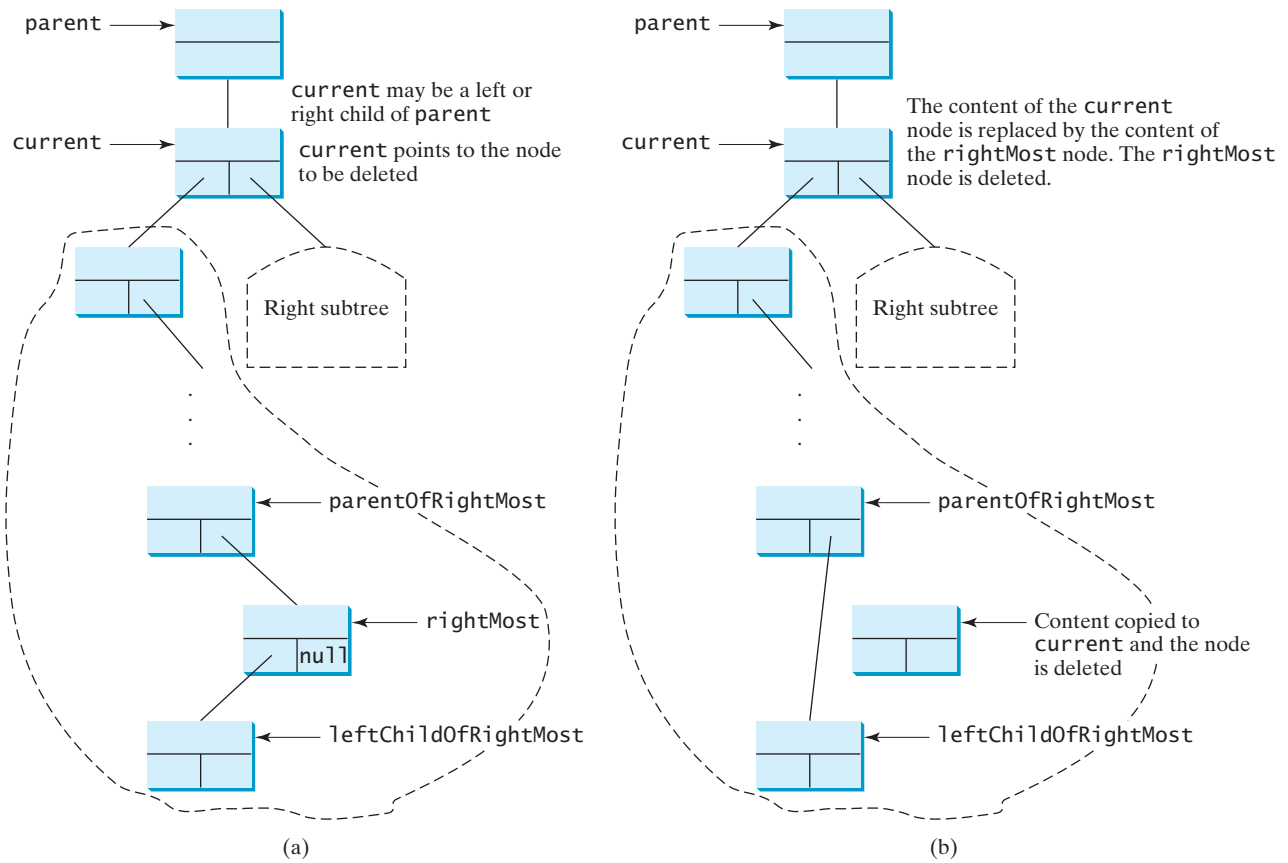 parent
current may be a left or
right child of parent
current
current points to the node
to be deleted
Right subtree
.
.
.
parentOfRightMost
rightMost
null
leftChildOfRightMost
(a)
parent
The content of the current
node is replaced by the content of
the rightMost node. The rightMost
node is deleted.
current
Right subtree
.
.
.
parentOfRightMost
Content copied to
current and the node
is deleted
leftChildOfRightMost
(b)